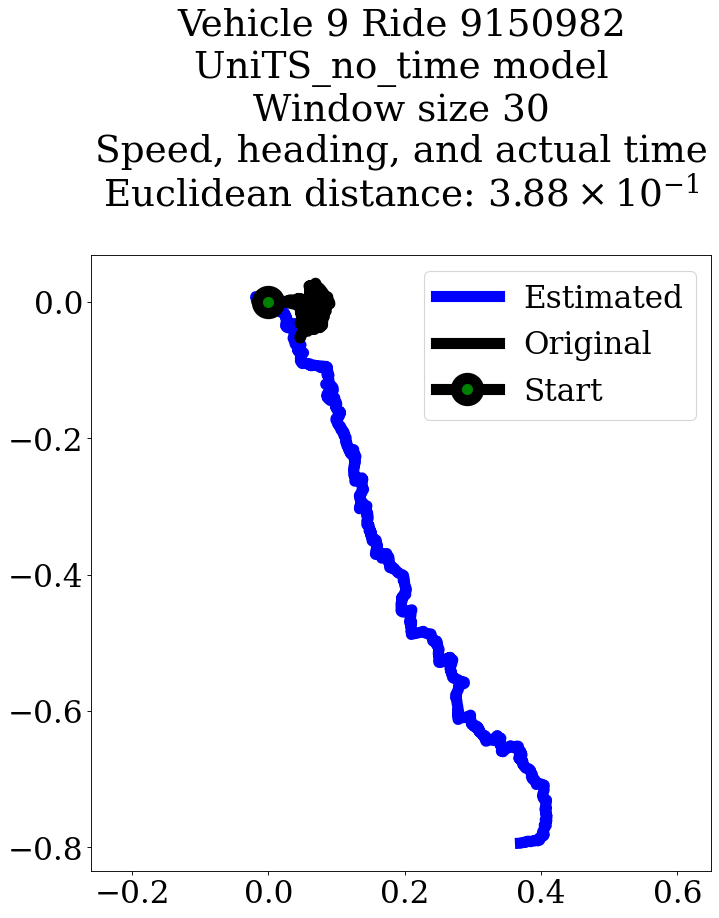 Vehicle 9 Ride 9150982
UniTS_no_time model
Window size 30
Speed, heading, and actual time
Euclidean distance: 3.88 × 10⁻¹
Estimated
Original
Start
0.0
−0.2
−0.4
−0.6
−0.8
−0.2 0.0 0.2 0.4 0.6